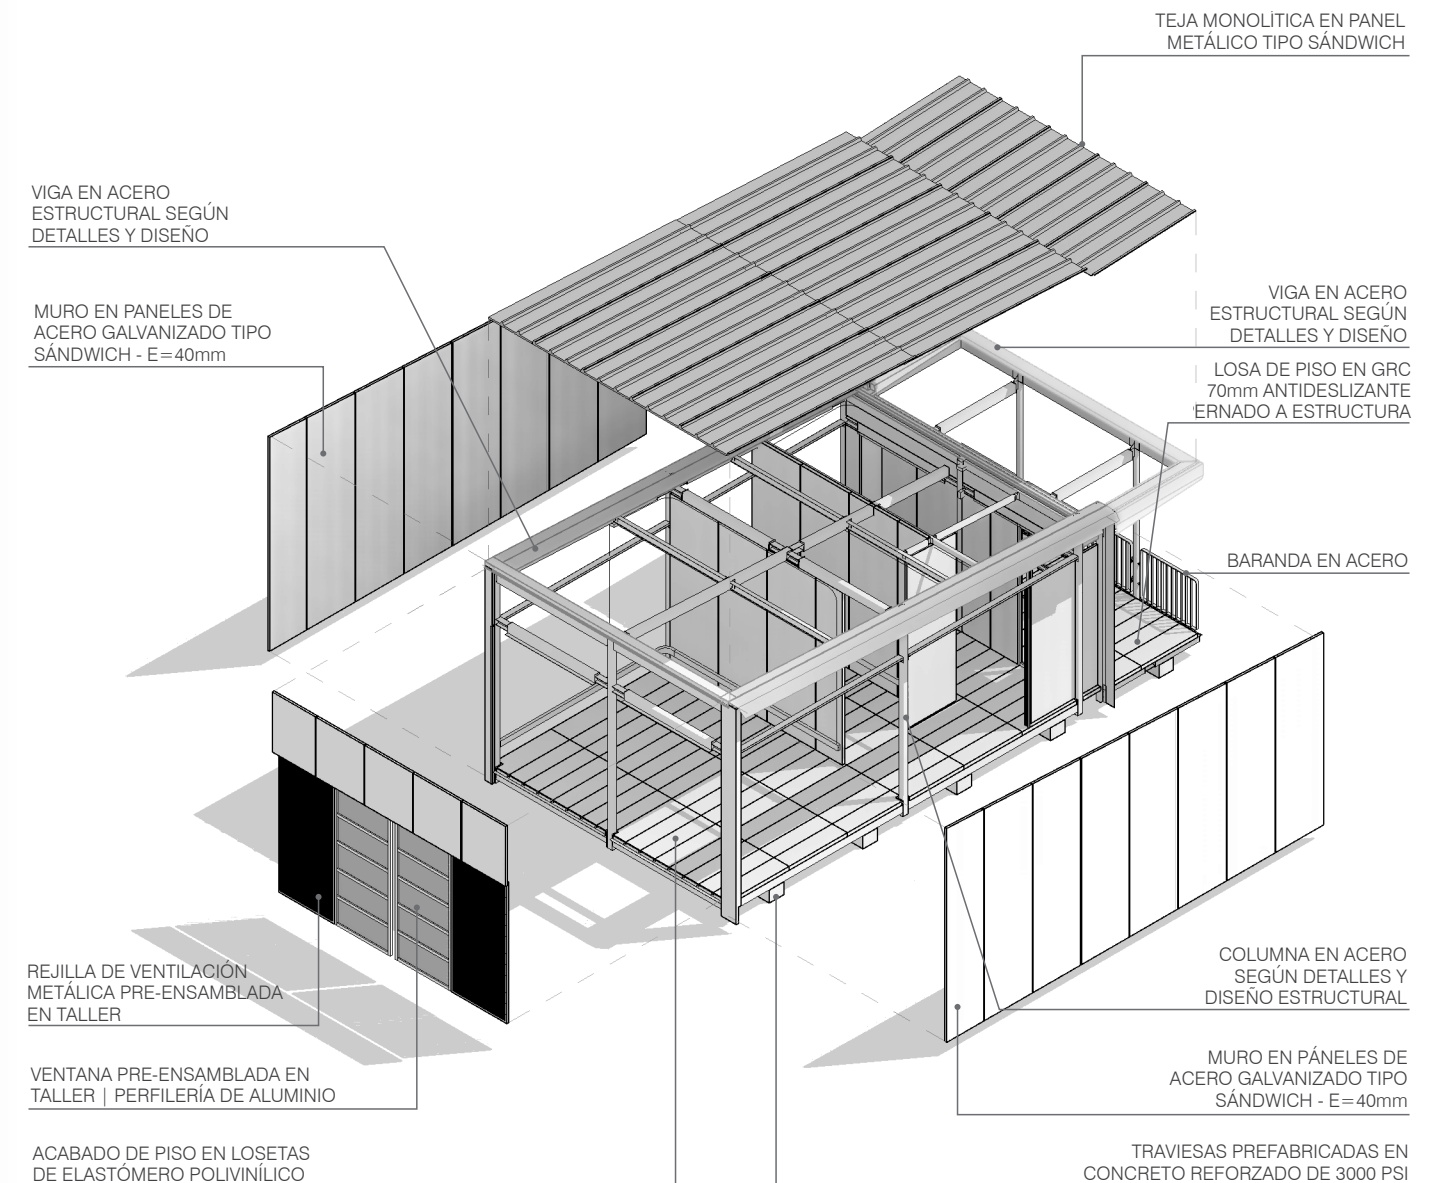 TEJA MONOLÍTICA EN PANEL
METÁLICO TIPO SÁNDWICH
VIGA EN ACERO
ESTRUCTURAL SEGÚN
DETALLES Y DISEÑO
MURO EN PANELES DE
ACERO GALVANIZADO TIPO
SÁNDWICH - E=40mm
VIGA EN ACERO
ESTRUCTURAL SEGÚN
DETALLES Y DISEÑO
LOSA DE PISO EN GRC
70mm ANTIDESLIZANTE
ERNADO A ESTRUCTURA
BARANDA EN ACERO
REJILLA DE VENTILACIÓN
METÁLICA PRE-ENSAMBLADA
EN TALLER
VENTANA PRE-ENSAMBLADA EN
TALLER | PERFILERÍA DE ALUMINIO
ACABADO DE PISO EN LOSETAS
DE ELASTÓMERO POLIVINÍLICO
COLUMNA EN ACERO
SEGÚN DETALLES Y
DISEÑO ESTRUCTURAL
MURO EN PÁNELES DE
ACERO GALVANIZADO TIPO
SÁNDWICH - E=40mm
TRAVIESAS PREFABRICADAS EN
CONCRETO REFORZADO DE 3000 PSI